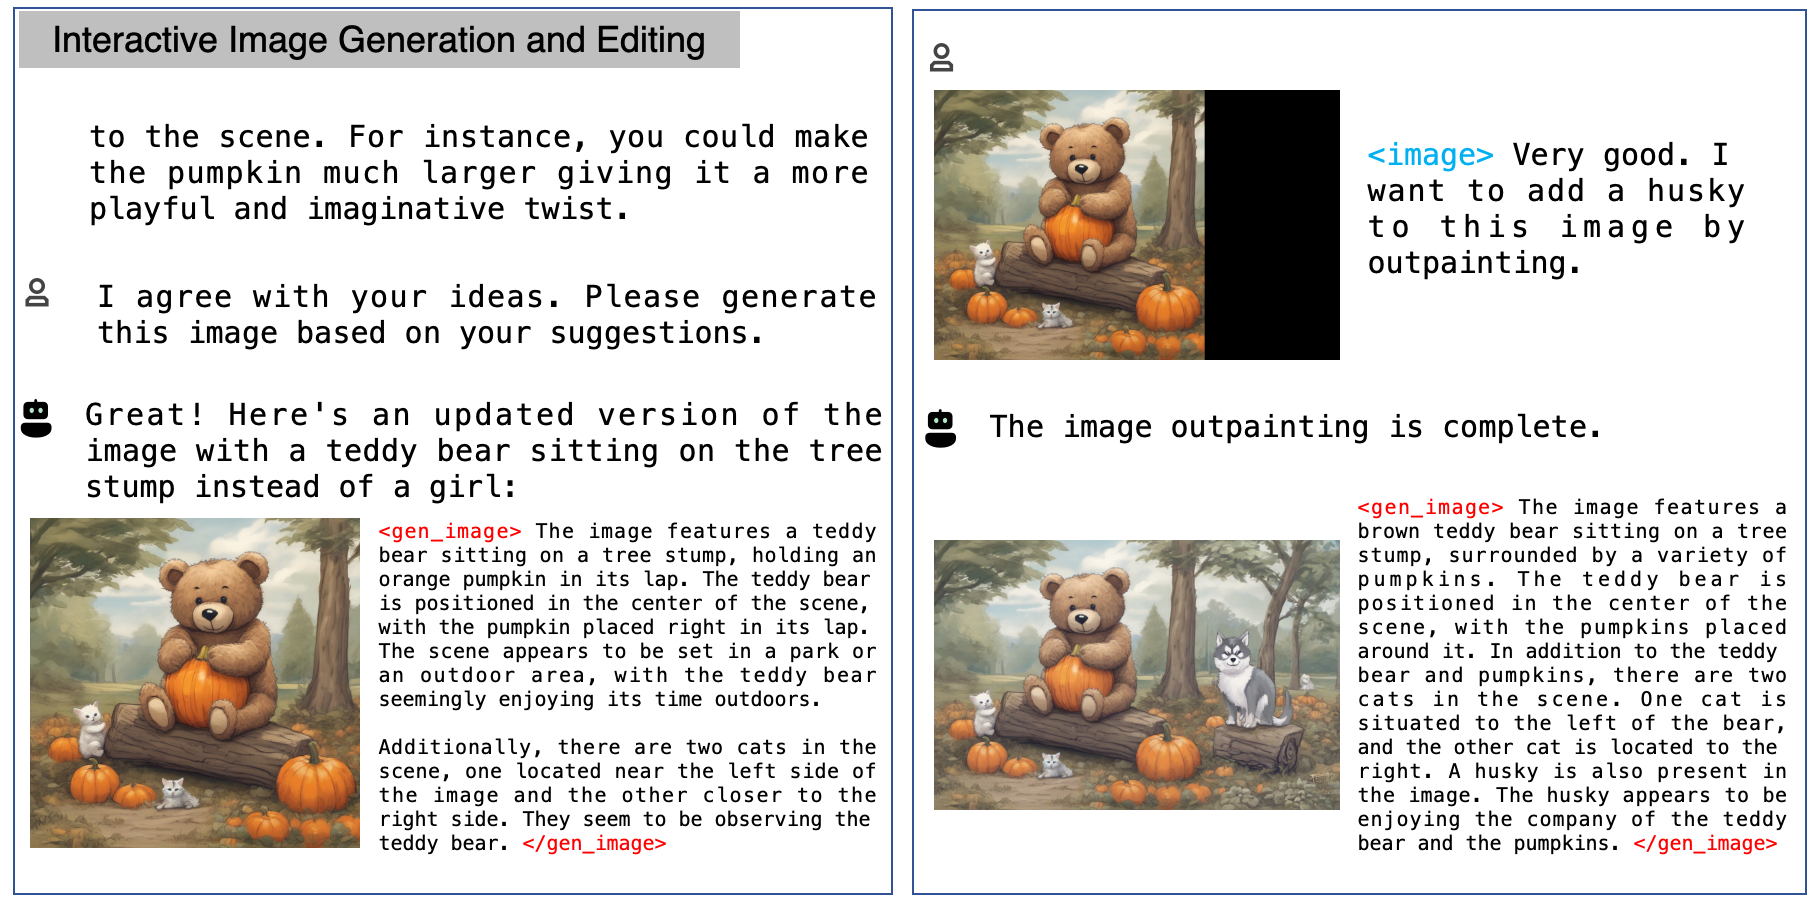 Interactive Image Generation and Editing
to the scene. For instance, you could make
the pumpkin much larger giving it a more
playful and imaginative twist.
I agree with your ideas. Please generate
this image based on your suggestions.
Great! Here's an updated version of the
image with a teddy bear sitting on the tree
stump instead of a girl:
<gen_image> The image features a teddy
bear sitting on a tree stump, holding an
orange pumpkin in its lap. The teddy bear
is positioned in the center of the scene,
with the pumpkin placed right in its lap.
The scene appears to be set in a park or
an outdoor area, with the teddy bear
seemingly enjoying its time outdoors.
Additionally, there are two cats in the
scene, one located near the left side of
the image and the other closer to the
right side. They seem to be observing the
teddy bear. </gen_image>
<image> Very good. I
want to add a husky
to this image by
outpainting.
The image outpainting is complete.
<gen_image> The image features a
brown teddy bear sitting on a tree
stump, surrounded by a variety of
pumpkins. The teddy bear is
positioned in the center of the
scene, with the pumpkins placed
around it. In addition to the teddy
bear and pumpkins, there are two
cats in the scene. One cat is
situated to the left of the bear,
and the other cat is located to the
right. A husky is also present in
the image. The husky appears to be
enjoying the company of the teddy
bear and the pumpkins. </gen_image>